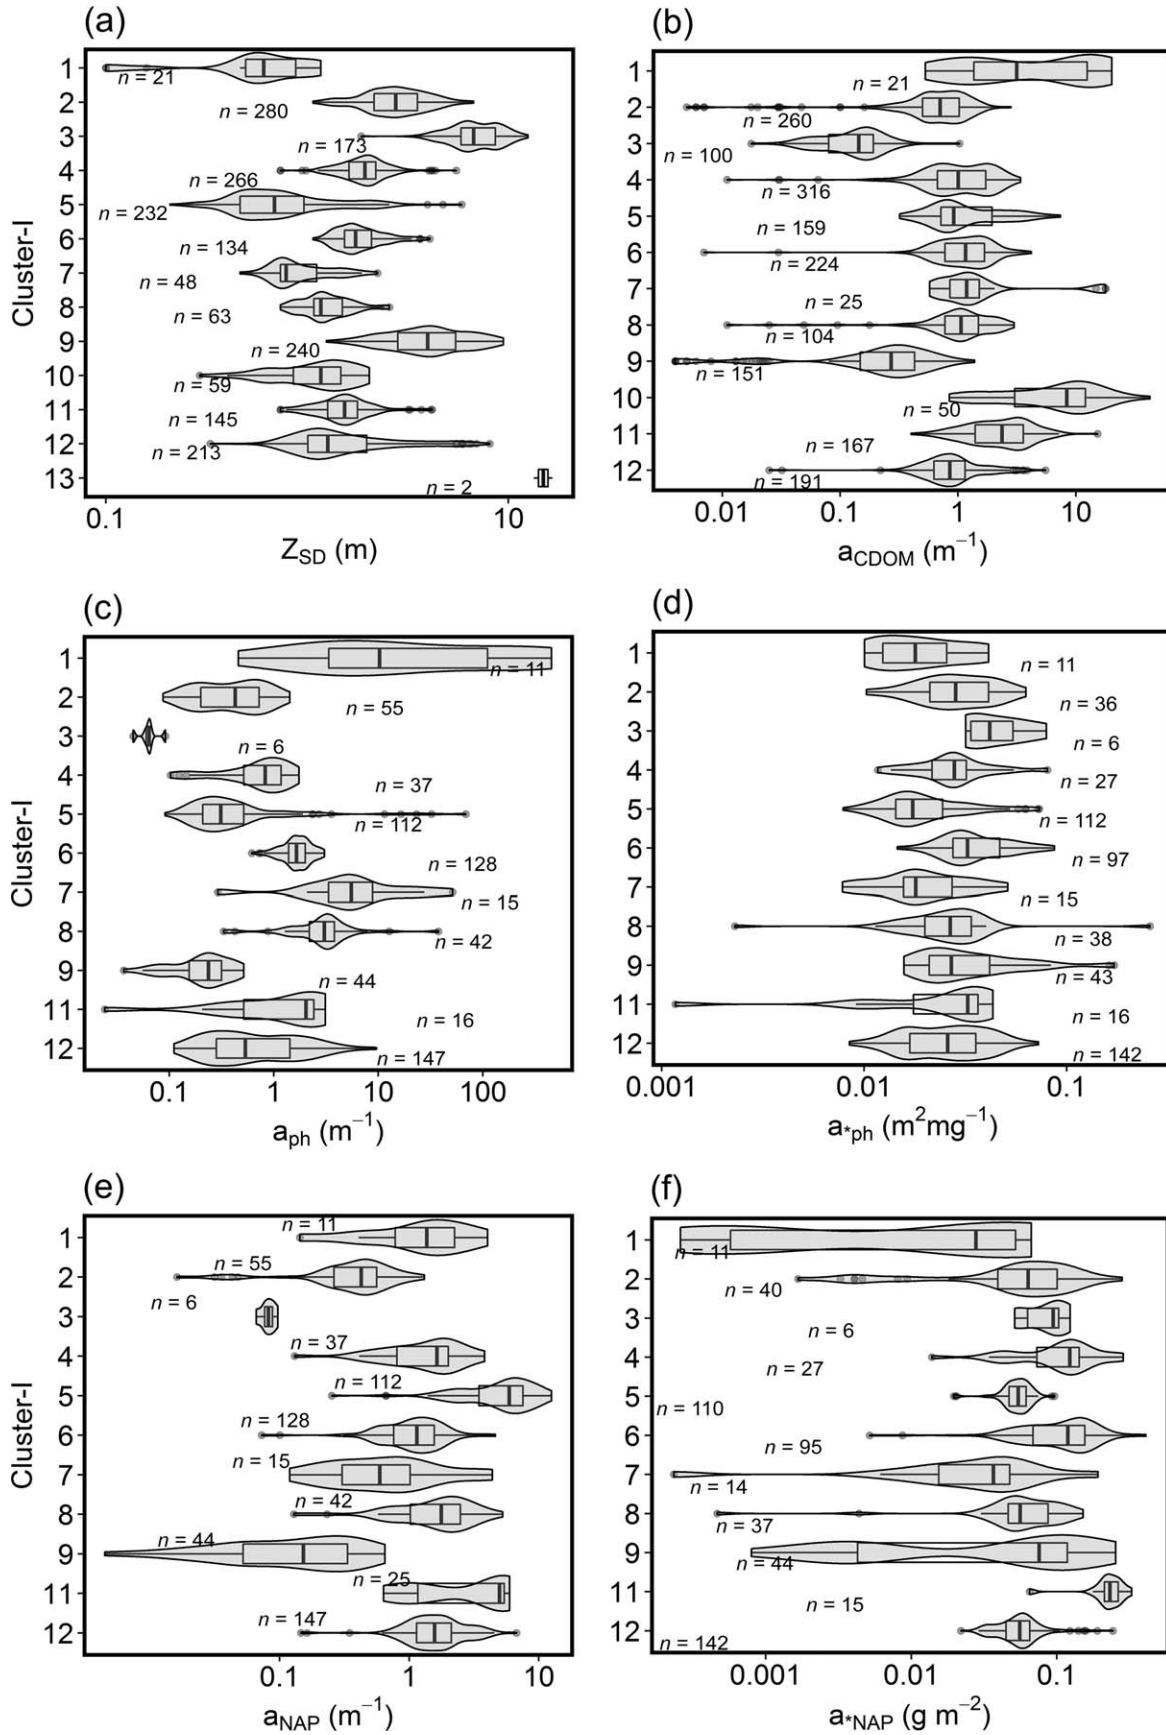 (a)
1
n = 21
2
n = 280
3
n = 173
4
n = 266
5
n = 232
6
n = 134
7
n = 48
8
n = 63
9
n = 240
10
n = 59
11
n = 145
12
n = 213
13
n = 2
Cluster-I
0.1 10
Z_SD (m)
(b)
1
n = 21
2
n = 260
3
n = 100
4
n = 316
5
n = 159
6
n = 224
7
n = 25
8
n = 104
9
n = 151
10
n = 50
11
n = 167
12
n = 191
0.01 0.1 1 10
a_CDOM (m⁻¹)
(c)
1
n = 11
2
n = 55
3
n = 6
4
n = 37
5
n = 112
6
n = 128
7
n = 15
8
n = 42
9
n = 44
11
n = 16
12
n = 147
Cluster-I
0.1 1 10 100
a_ph (m⁻¹)
(d)
1
n = 11
2
n = 36
3
n = 6
4
n = 27
5
n = 112
6
n = 97
7
n = 15
8
n = 38
9
n = 43
11
n = 16
12
n = 142
0.001 0.01 0.1
a*ph (m²mg⁻¹)
(e)
n = 11
1
n = 55
2
n = 6
3
n = 37
4
n = 112
5
n = 128
6
n = 15
7
n = 42
8
n = 44
9
n = 25
11
n = 147
12
Cluster-I
0.1 1 10
a_NAP (m⁻¹)
(f)
1
n = 11
2
n = 40
3
n = 6
4
n = 27
5
n = 110
6
n = 95
7
n = 14
8
n = 37
9
n = 44
11
n = 15
12
n = 142
0.001 0.01 0.1
a*NAP (g m⁻²)